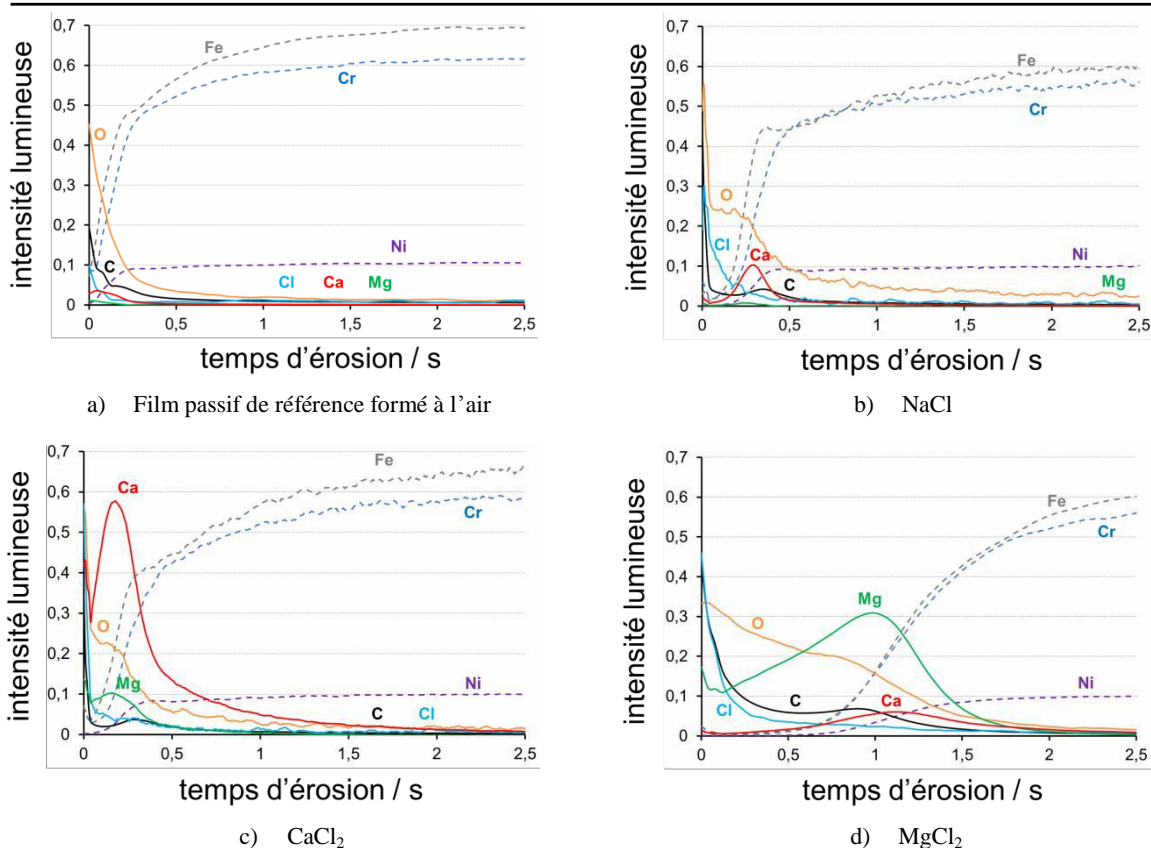 0,7
0,6
0,5
0,4
0,3
0,2
0,1
0
intensité lumineuse
Fe
Cr
O
C
Ni
Cl Ca Mg
0 0,5 1 1,5 2 2,5
temps d’érosion / s
a) Film passif de référence formé à l’air
0,7
0,6
0,5
0,4
0,3
0,2
0,1
0
intensité lumineuse
Fe
Cr
O
Cl
Ca
Ni
C
Mg
0 0,5 1 1,5 2 2,5
temps d’érosion / s
b) NaCl
0,7
0,6
0,5
0,4
0,3
0,2
0,1
0
intensité lumineuse
Fe
Ca
Cr
O
Mg
Ni
C Cl
0 0,5 1 1,5 2 2,5
temps d’érosion / s
c) CaCl₂
0,7
0,6
0,5
0,4
0,3
0,2
0,1
0
intensité lumineuse
Fe
Cr
Mg
O
Ni
C
Ca
Cl
0 0,5 1 1,5 2 2,5
temps d’érosion / s
d) MgCl₂